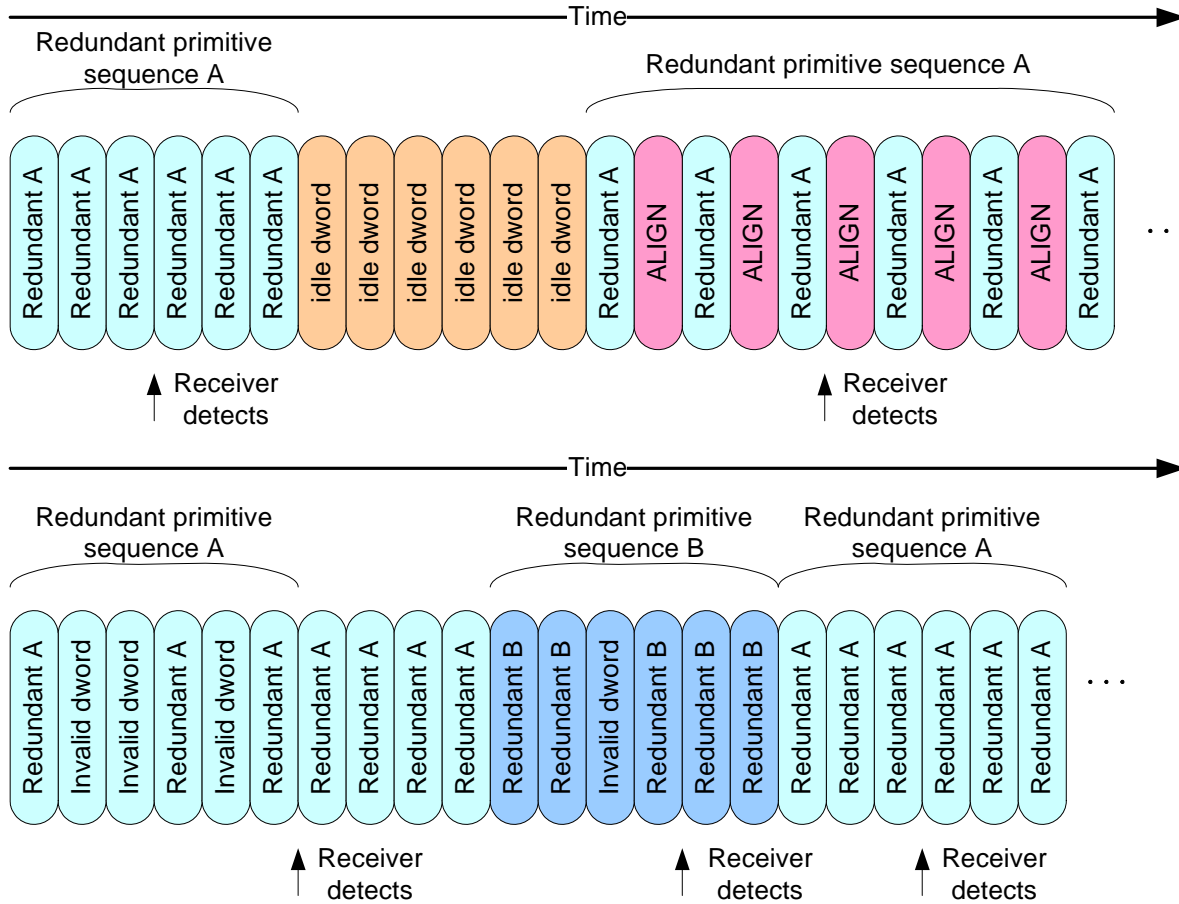 Time
Redundant primitive
sequence A
Redundant primitive sequence A
Redundant A
Redundant A
Redundant A
Redundant A
Redundant A
Redundant A
idle dword
idle dword
idle dword
idle dword
idle dword
idle dword
Redundant A
ALIGN
Redundant A
ALIGN
Redundant A
ALIGN
Redundant A
ALIGN
Redundant A
ALIGN
Redundant A
. .
Receiver
detects
Receiver
detects
Time
Redundant primitive
sequence A
Redundant primitive
sequence B
Redundant primitive
sequence A
Redundant A
Invalid dword
Invalid dword
Redundant A
Invalid dword
Redundant A
Redundant A
Redundant A
Redundant A
Redundant A
Redundant B
Redundant B
Invalid dword
Redundant B
Redundant B
Redundant B
Redundant A
Redundant A
Redundant A
Redundant A
Redundant A
Redundant A
. . .
Receiver
detects
Receiver
detects
Receiver
detects